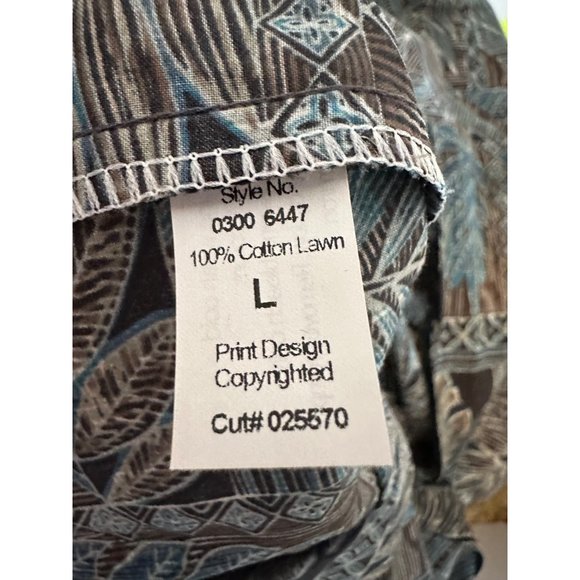 Style No.
0300 6447
100% Cotton Lawn
L
Print Design
Copyrighted
Cut# 025570